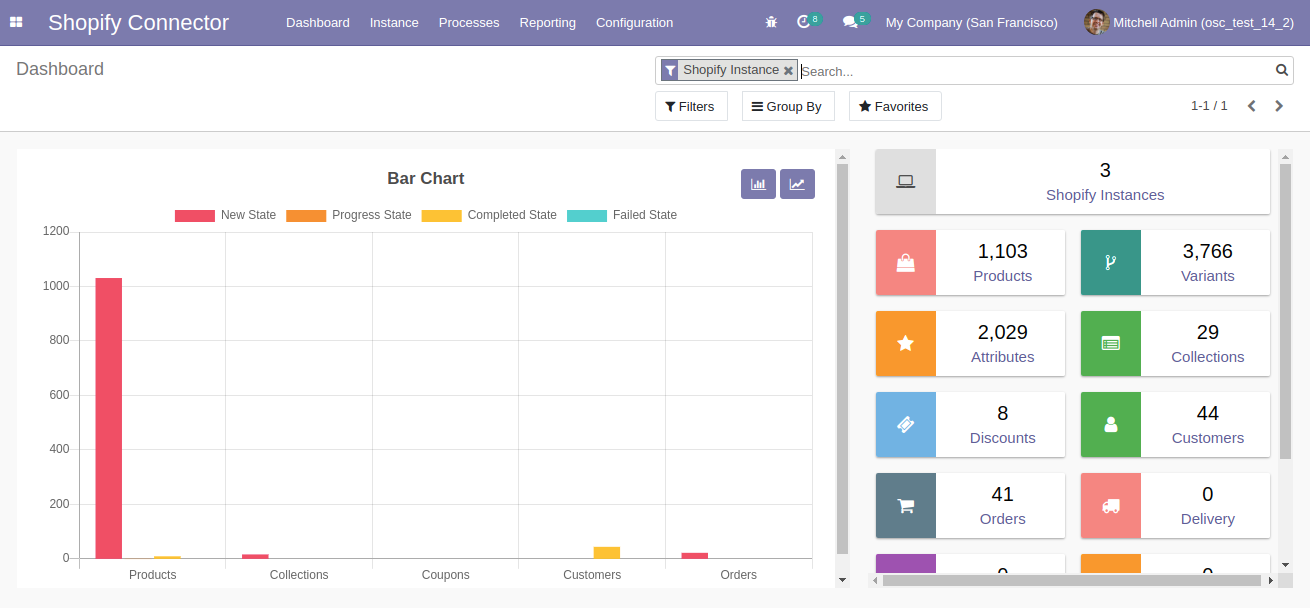 Shopify Connector Dashboard Instance Processes Reporting Configuration 8 5 My Company (San Francisco) Mitchell Admin (osc_test_14_2)
Dashboard
Shopify Instance Search...
Filters Group By Favorites 1-1 / 1
Bar Chart
New State Progress State Completed State Failed State
1200
1000
800
600
400
200
0
Products Collections Coupons Customers Orders
3
Shopify Instances
1,103
Products
3,766
Variants
2,029
Attributes
29
Collections
8
Discounts
44
Customers
41
Orders
0
Delivery